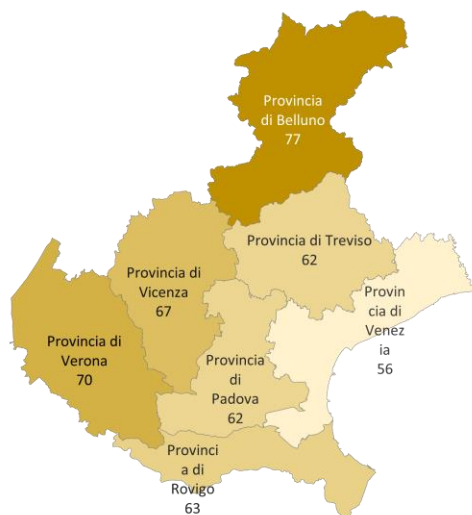 Provincia
di Belluno
77
Provincia di Treviso
62
Provincia di
Vicenza
67
Provin
cia di
Venez
ia
56
Provincia di
Verona
70
Provincia
di
Padova
62
Provinci
a di
Rovigo
63